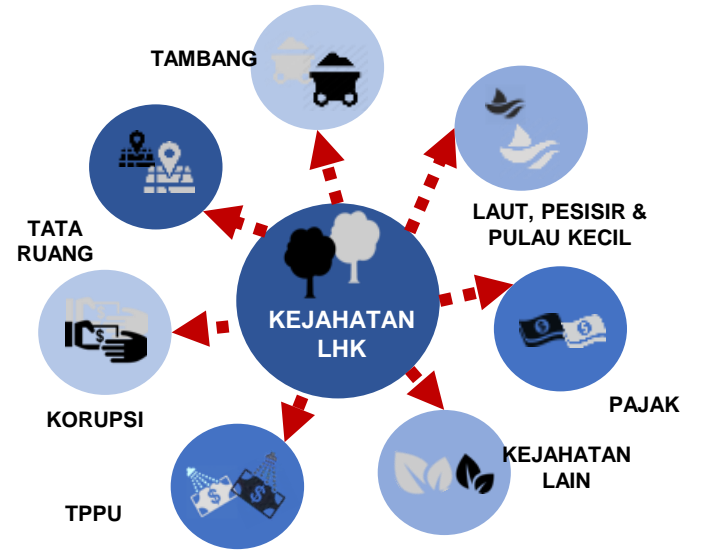 TAMBANG
LAUT, PESISIR &
PULAU KECIL
TATA
RUANG
KEJAHATAN
LHK
PAJAK
KORUPSI
KEJAHATAN
LAIN
TPPU